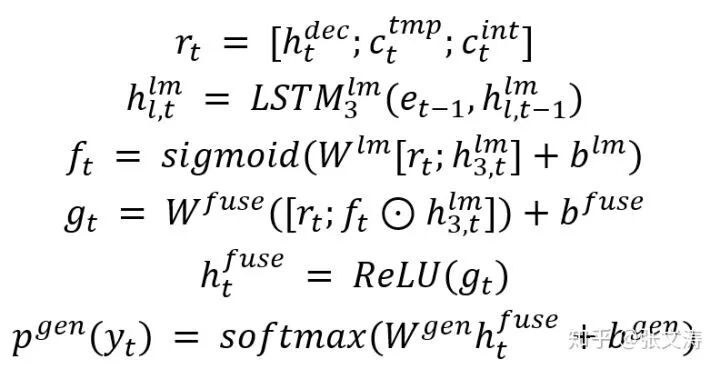 r_t = [h_t^{dec}; c_t^{tmp}; c_t^{int}]
h_{l,t}^{lm} = LSTM_3^{lm}(e_{t-1}, h_{l,t-1}^{lm})
f_t = sigmoid(W^{lm}[r_t; h_{3,t}^{lm}] + b^{lm})
g_t = W^{fuse}([r_t; f_t ⊙ h_{3,t}^{lm}]) + b^{fuse}
h_t^{fuse} = ReLU(g_t)
p^{gen}(y_t) = softmax(W^{gen}h_t^{fuse} + b^{gen})
知乎 @张文涛